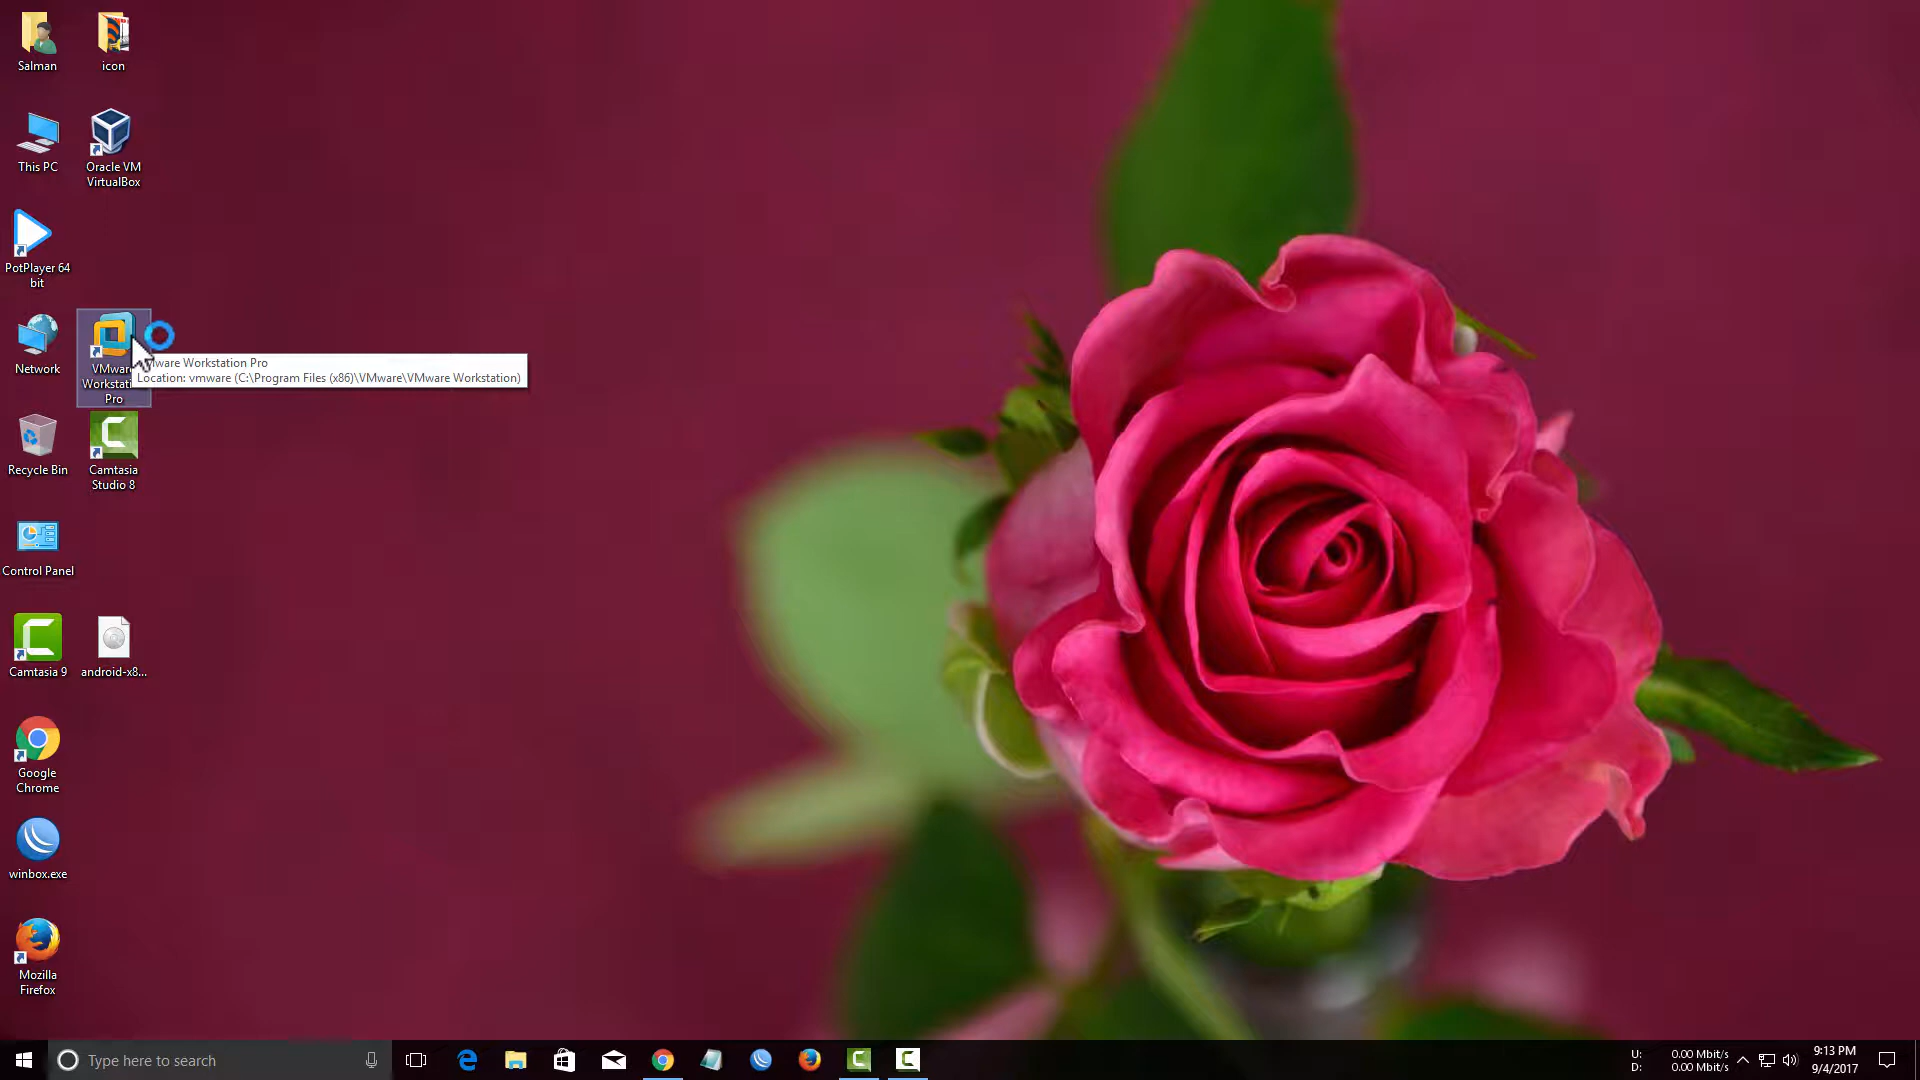 Salman
icon
This PC
Oracle VM
VirtualBox
PotPlayer 64
bit
Network
VMware
Workstation
Pro
Mware Workstation Pro
Location: vmware (C:\Program Files (x86)\VMware\VMware Workstation)
Recycle Bin
Camtasia
Studio 8
Control Panel
Camtasia 9
android-x8...
Google
Chrome
winbox.exe
Mozilla
Firefox
Type here to search
U: 0.00 Mbit/s
D: 0.00 Mbit/s
9:13 PM
9/4/2017